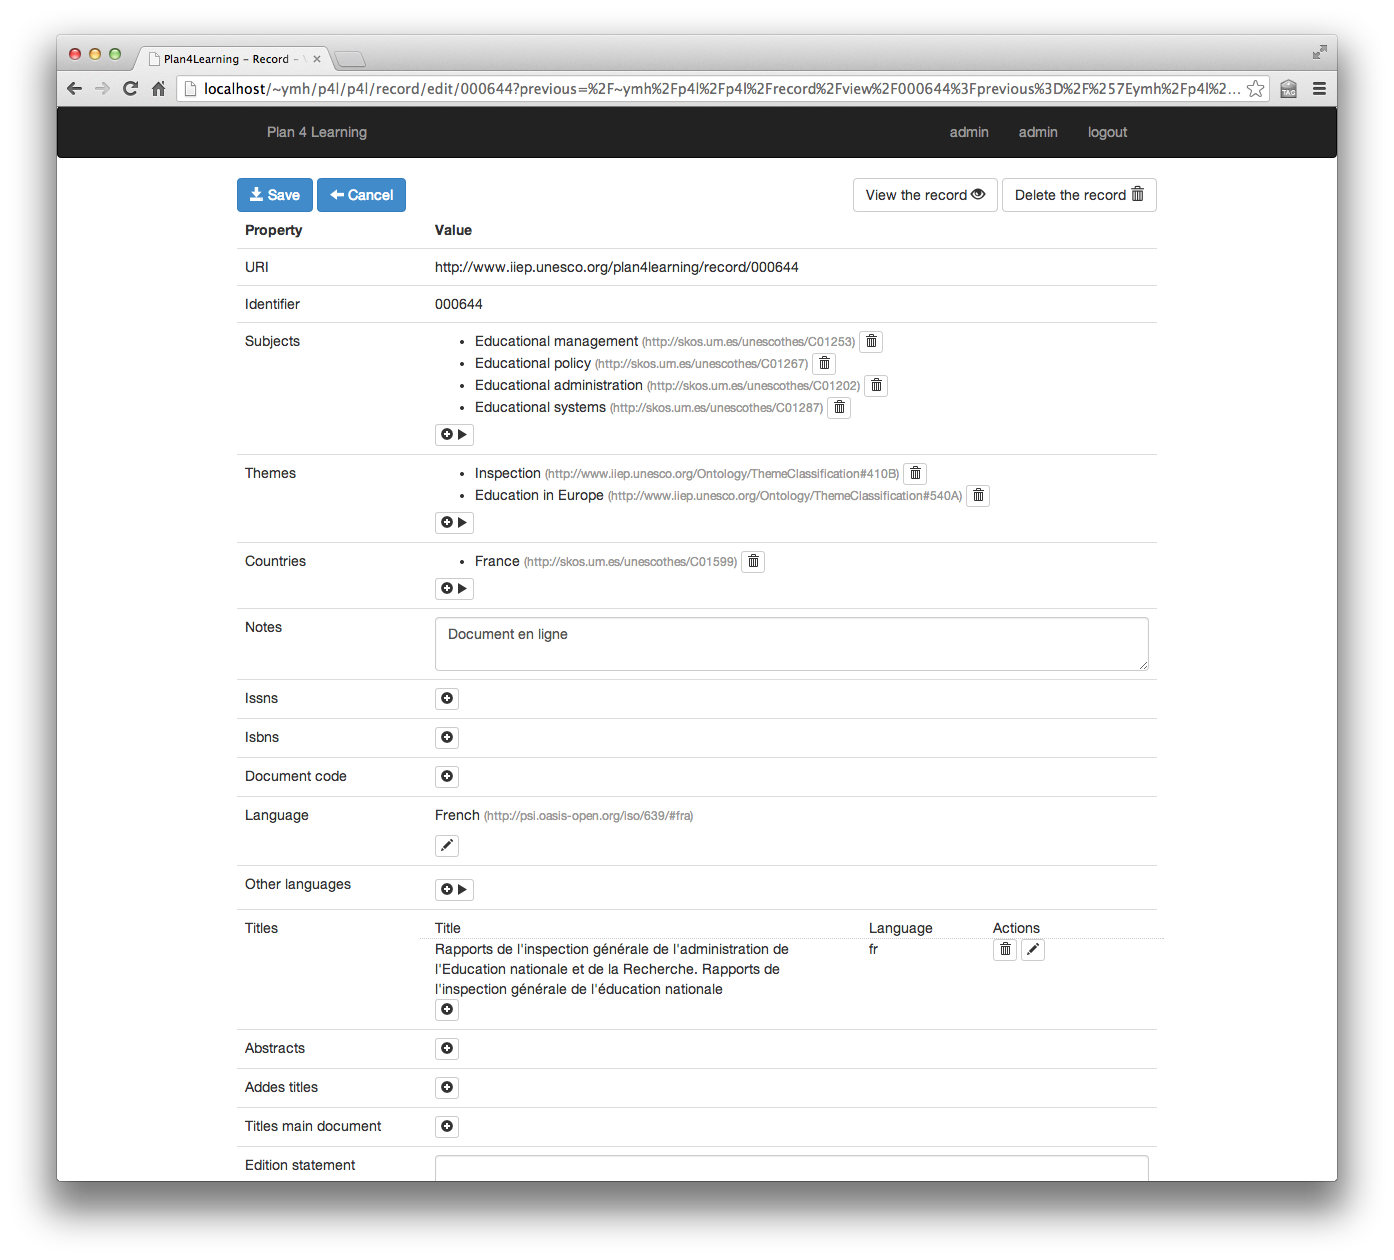 Plan4Learning – Record –
localhost/~ymh/p4l/p4l/record/edit/000644?previous=%2F~ymh%2Fp4l%2Fp4l%2Frecord%2Fview%2F000644%3Fprevious%3D%2F%257Eymh%2Fp4l%2...
TAG
Plan 4 Learning admin admin logout
Save Cancel View the record Delete the record
Property Value
URI http://www.iiep.unesco.org/plan4learning/record/000644
Identifier 000644
Subjects • Educational management (http://skos.um.es/unescothes/C01253)
• Educational policy (http://skos.um.es/unescothes/C01267)
• Educational administration (http://skos.um.es/unescothes/C01202)
• Educational systems (http://skos.um.es/unescothes/C01287)
Themes • Inspection (http://www.iiep.unesco.org/Ontology/ThemeClassification#410B)
• Education in Europe (http://www.iiep.unesco.org/Ontology/ThemeClassification#540A)
Countries • France (http://skos.um.es/unescothes/C01599)
Notes Document en ligne
Issns
Isbns
Document code
Language French (http://psi.oasis-open.org/iso/639/#fra)
Other languages
Titles Title Language Actions
Rapports de l'inspection générale de l'administration de fr
l'Education nationale et de la Recherche. Rapports de
l'inspection générale de l'éducation nationale
Abstracts
Addes titles
Titles main document
Edition statement